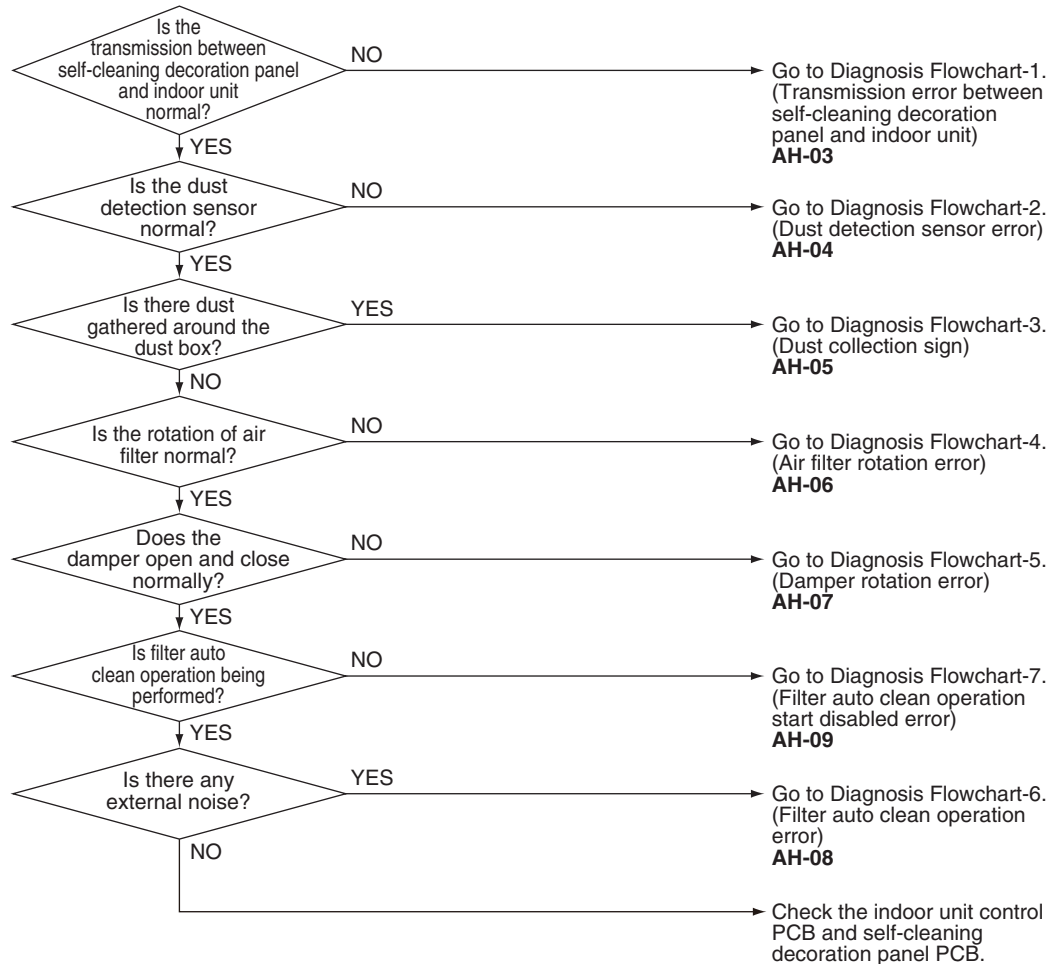 Is the
transmission between
self-cleaning decoration panel
and indoor unit
normal?
NO
Go to Diagnosis Flowchart-1.
(Transmission error between
self-cleaning decoration
panel and indoor unit)
AH-03
YES
Is the dust
detection sensor
normal?
NO
Go to Diagnosis Flowchart-2.
(Dust detection sensor error)
AH-04
YES
Is there dust
gathered around the
dust box?
YES
Go to Diagnosis Flowchart-3.
(Dust collection sign)
AH-05
NO
Is the rotation of air
filter normal?
NO
Go to Diagnosis Flowchart-4.
(Air filter rotation error)
AH-06
YES
Does the
damper open and close
normally?
NO
Go to Diagnosis Flowchart-5.
(Damper rotation error)
AH-07
YES
Is filter auto
clean operation being
performed?
NO
Go to Diagnosis Flowchart-7.
(Filter auto clean operation
start disabled error)
AH-09
YES
Is there any
external noise?
YES
Go to Diagnosis Flowchart-6.
(Filter auto clean operation
error)
AH-08
NO
Check the indoor unit control
PCB and self-cleaning
decoration panel PCB.